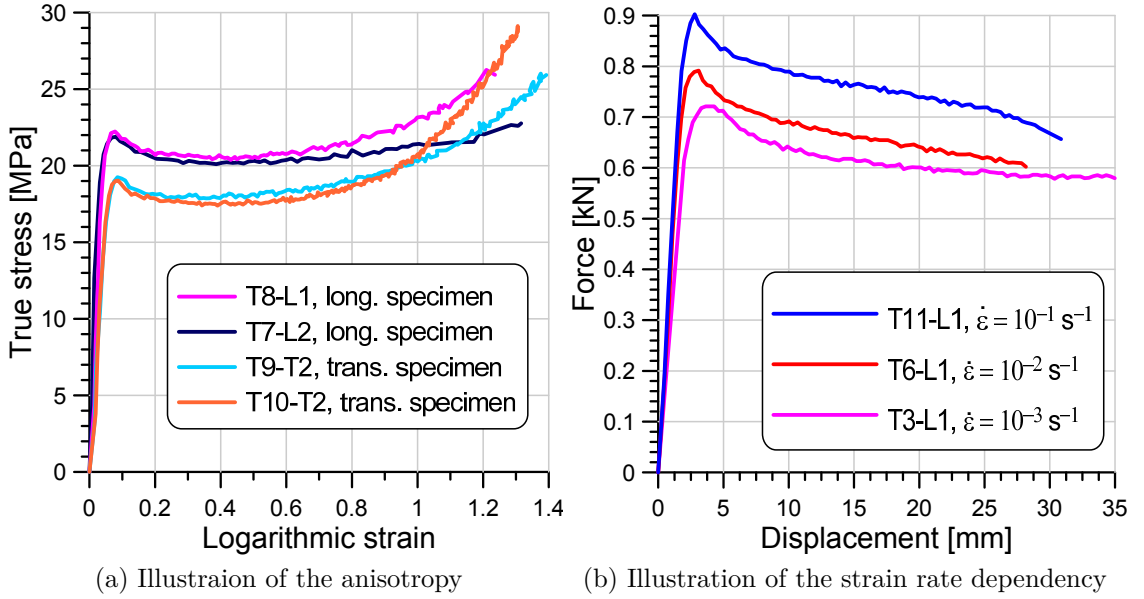 True stress [MPa]
30
25
20
15
10
5
0
0 0.2 0.4 0.6 0.8 1.0 1.2 1.4
Logarithmic strain
T8-L1, long. specimen
T7-L2, long. specimen
T9-T2, trans. specimen
T10-T2, trans. specimen
(a) Illustraion of the anisotropy
Force [kN]
0.9
0.8
0.7
0.6
0.5
0.4
0.3
0.2
0.1
0
0 5 10 15 20 25 30 35
Displacement [mm]
T11-L1, ε̇ = 10⁻¹ s⁻¹
T6-L1, ε̇ = 10⁻² s⁻¹
T3-L1, ε̇ = 10⁻³ s⁻¹
(b) Illustration of the strain rate dependency